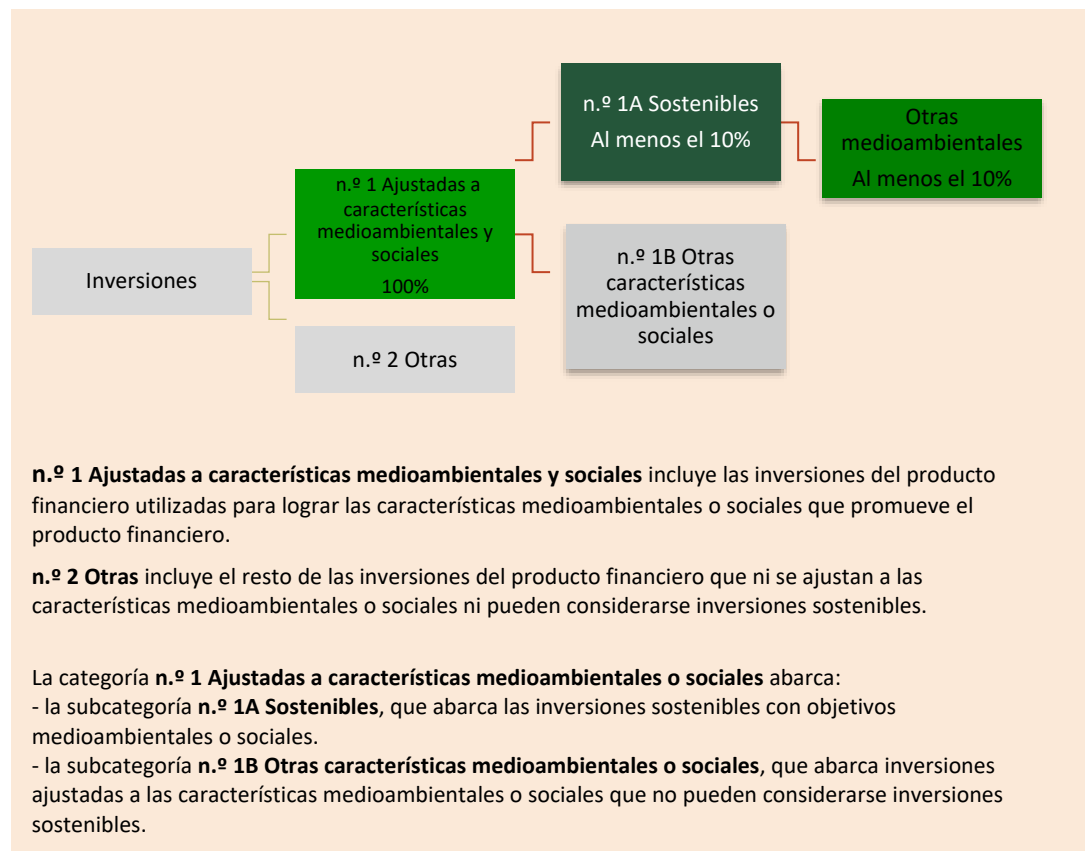 n.º 1A Sostenibles
Al menos el 10%
Otras
medioambientales
Al menos el 10%
n.º 1 Ajustadas a
características
medioambientales y
sociales
100%
n.º 1B Otras
características
medioambientales o
sociales
Inversiones
n.º 2 Otras
n.º 1 Ajustadas a características medioambientales y sociales incluye las inversiones del producto
financiero utilizadas para lograr las características medioambientales o sociales que promueve el
producto financiero.
n.º 2 Otras incluye el resto de las inversiones del producto financiero que ni se ajustan a las
características medioambientales o sociales ni pueden considerarse inversiones sostenibles.
La categoría n.º 1 Ajustadas a características medioambientales o sociales abarca:
- la subcategoría n.º 1A Sostenibles, que abarca las inversiones sostenibles con objetivos
medioambientales o sociales.
- la subcategoría n.º 1B Otras características medioambientales o sociales, que abarca inversiones
ajustadas a las características medioambientales o sociales que no pueden considerarse inversiones
sostenibles.